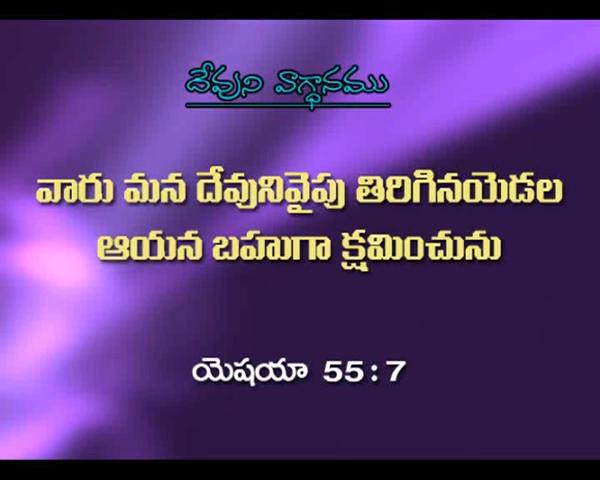 దేవుని వాగ్ధానము
వారు మన దేవునివైపు తిరిగినయెడల
ఆయన బహుగా క్షమించును
యెషయా 55 : 7